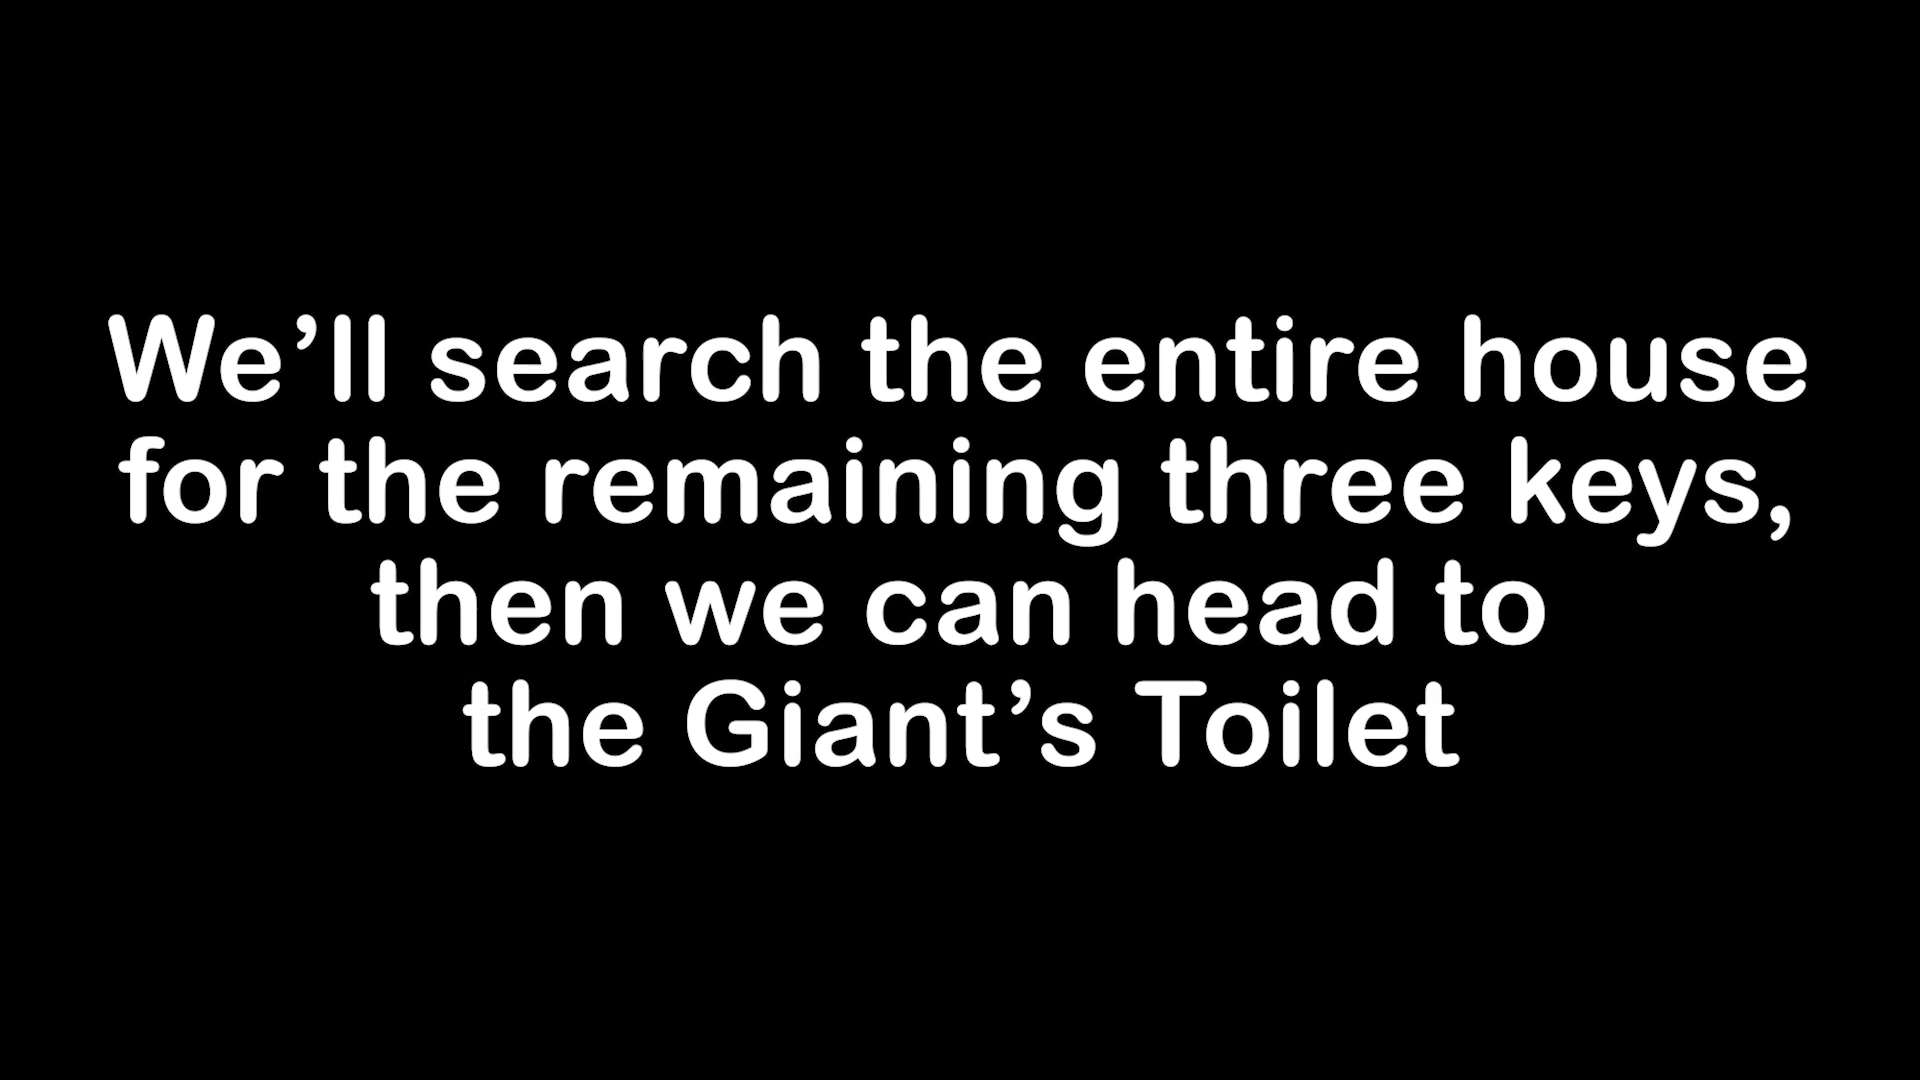 We’ll search the entire house
for the remaining three keys,
then we can head to
the Giant’s Toilet